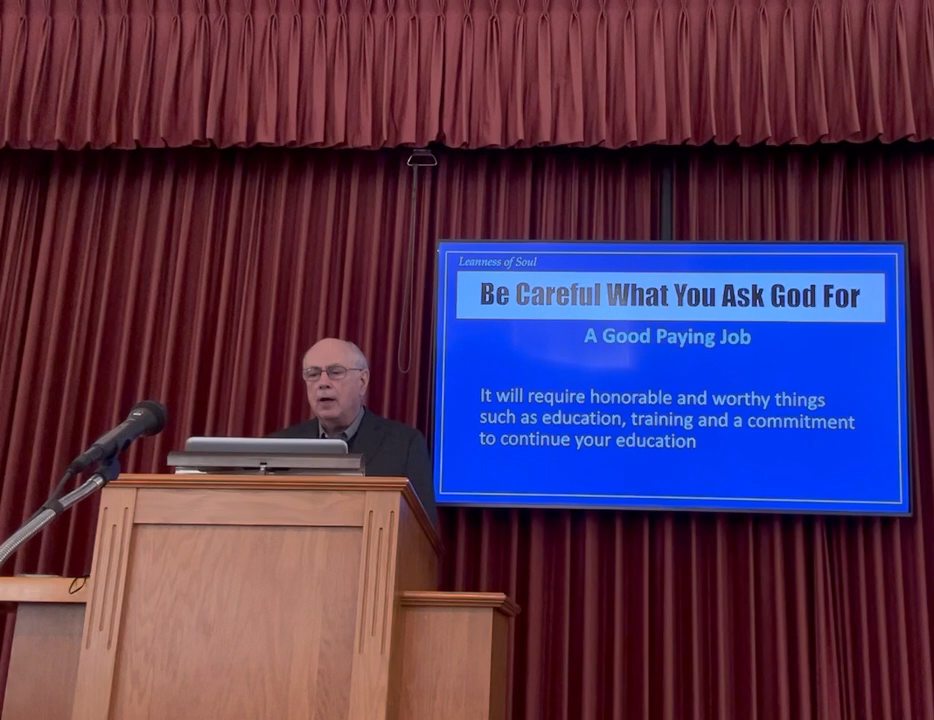 Leanness of Soul
Be Careful What You Ask God For
A Good Paying Job
It will require honorable and worthy things
such as education, training and a commitment
to continue your education